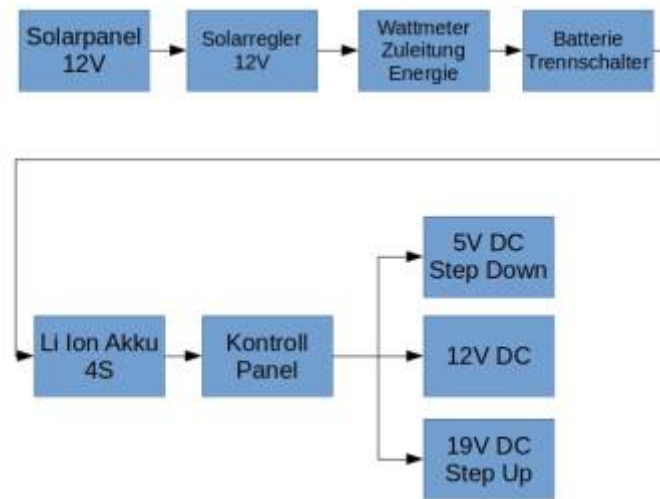 Solarpanel
12V
Solarregler
12V
Wattmeter
Zuleitung
Energie
Batterie
Trennschalter
Li Ion Akku
4S
Kontroll
Panel
5V DC
Step Down
12V DC
19V DC
Step Up